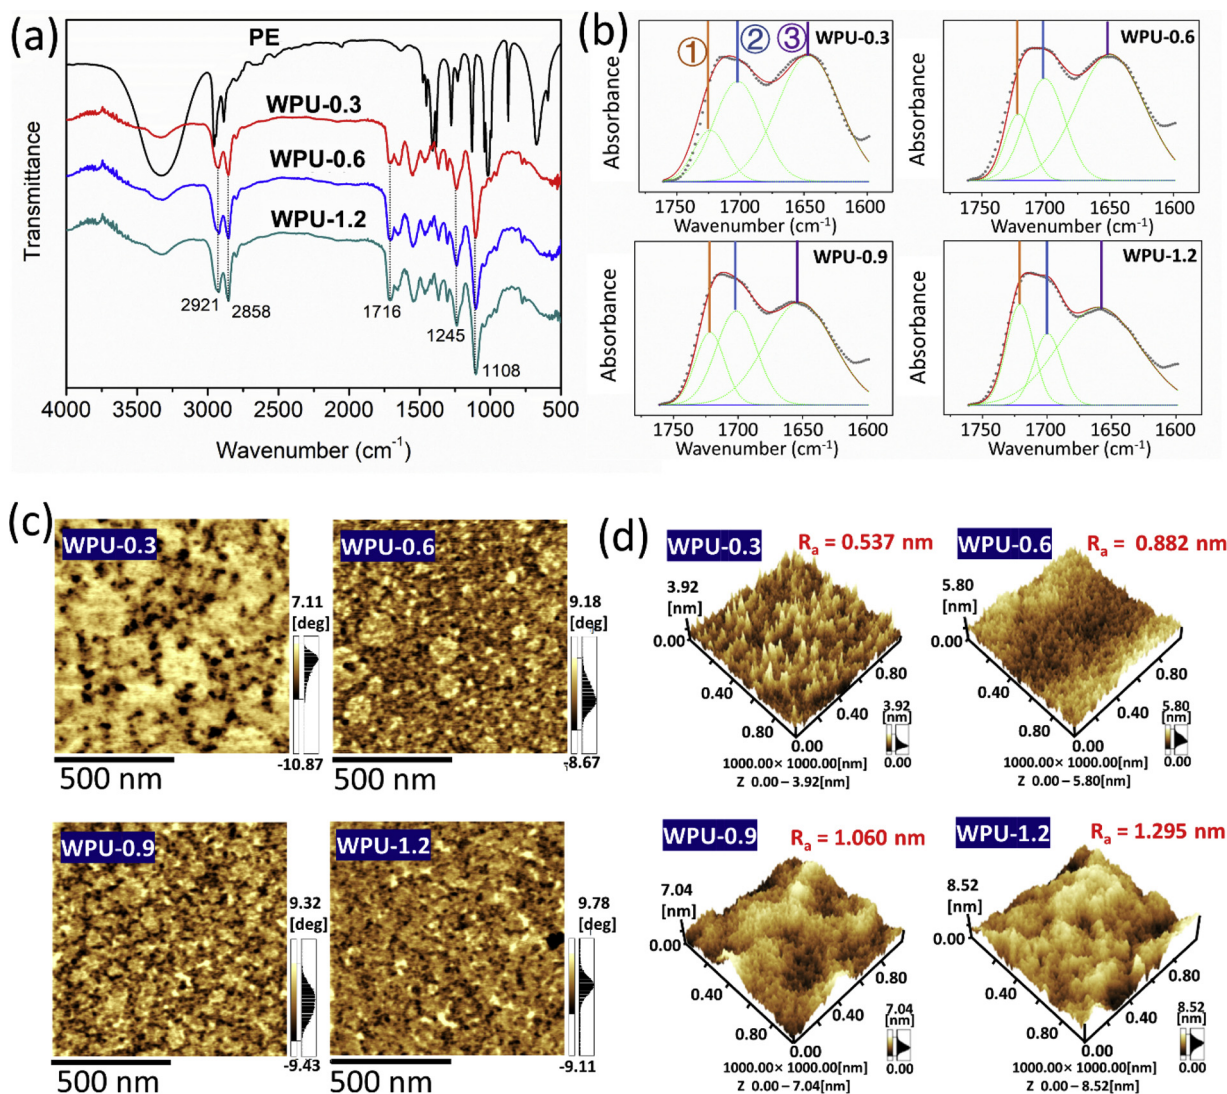 (a)
PE
WPU-0.3
WPU-0.6
WPU-1.2
2921
2858
1716
1245
1108
Transmittance
4000 3500 3000 2500 2000 1500 1000 500
Wavenumber (cm-1)
(b)
① ② ③ WPU-0.3
Absorbance
1750 1700 1650 1600
Wavenumber (cm-1)
WPU-0.6
Absorbance
1750 1700 1650 1600
Wavenumber (cm-1)
WPU-0.9
Absorbance
1750 1700 1650 1600
Wavenumber (cm-1)
WPU-1.2
Absorbance
1750 1700 1650 1600
Wavenumber (cm-1)
(c)
WPU-0.3
7.11
[deg]
-10.87
500 nm
WPU-0.6
9.18
[deg]
-8.67
500 nm
WPU-0.9
9.32
[deg]
-9.43
500 nm
WPU-1.2
9.78
[deg]
-9.11
500 nm
(d)
WPU-0.3 Ra = 0.537 nm
3.92
[nm]
0.00
0.40
0.80
0.00
0.40
0.80
3.92
[nm]
0.00
1000.00 × 1000.00[nm]
Z 0.00 – 3.92[nm]
WPU-0.6 Ra = 0.882 nm
5.80
[nm]
0.00
0.40
0.80
0.00
0.40
0.80
5.80
[nm]
0.00
1000.00 × 1000.00[nm]
Z 0.00 – 5.80[nm]
WPU-0.9 Ra = 1.060 nm
7.04
[nm]
0.00
0.40
0.80
0.00
0.40
0.80
7.04
[nm]
0.00
1000.00 × 1000.00[nm]
Z 0.00 – 7.04[nm]
WPU-1.2 Ra = 1.295 nm
8.52
[nm]
0.00
0.40
0.80
0.00
0.40
0.80
8.52
[nm]
0.00
1000.00 × 1000.00[nm]
Z 0.00 – 8.52[nm]